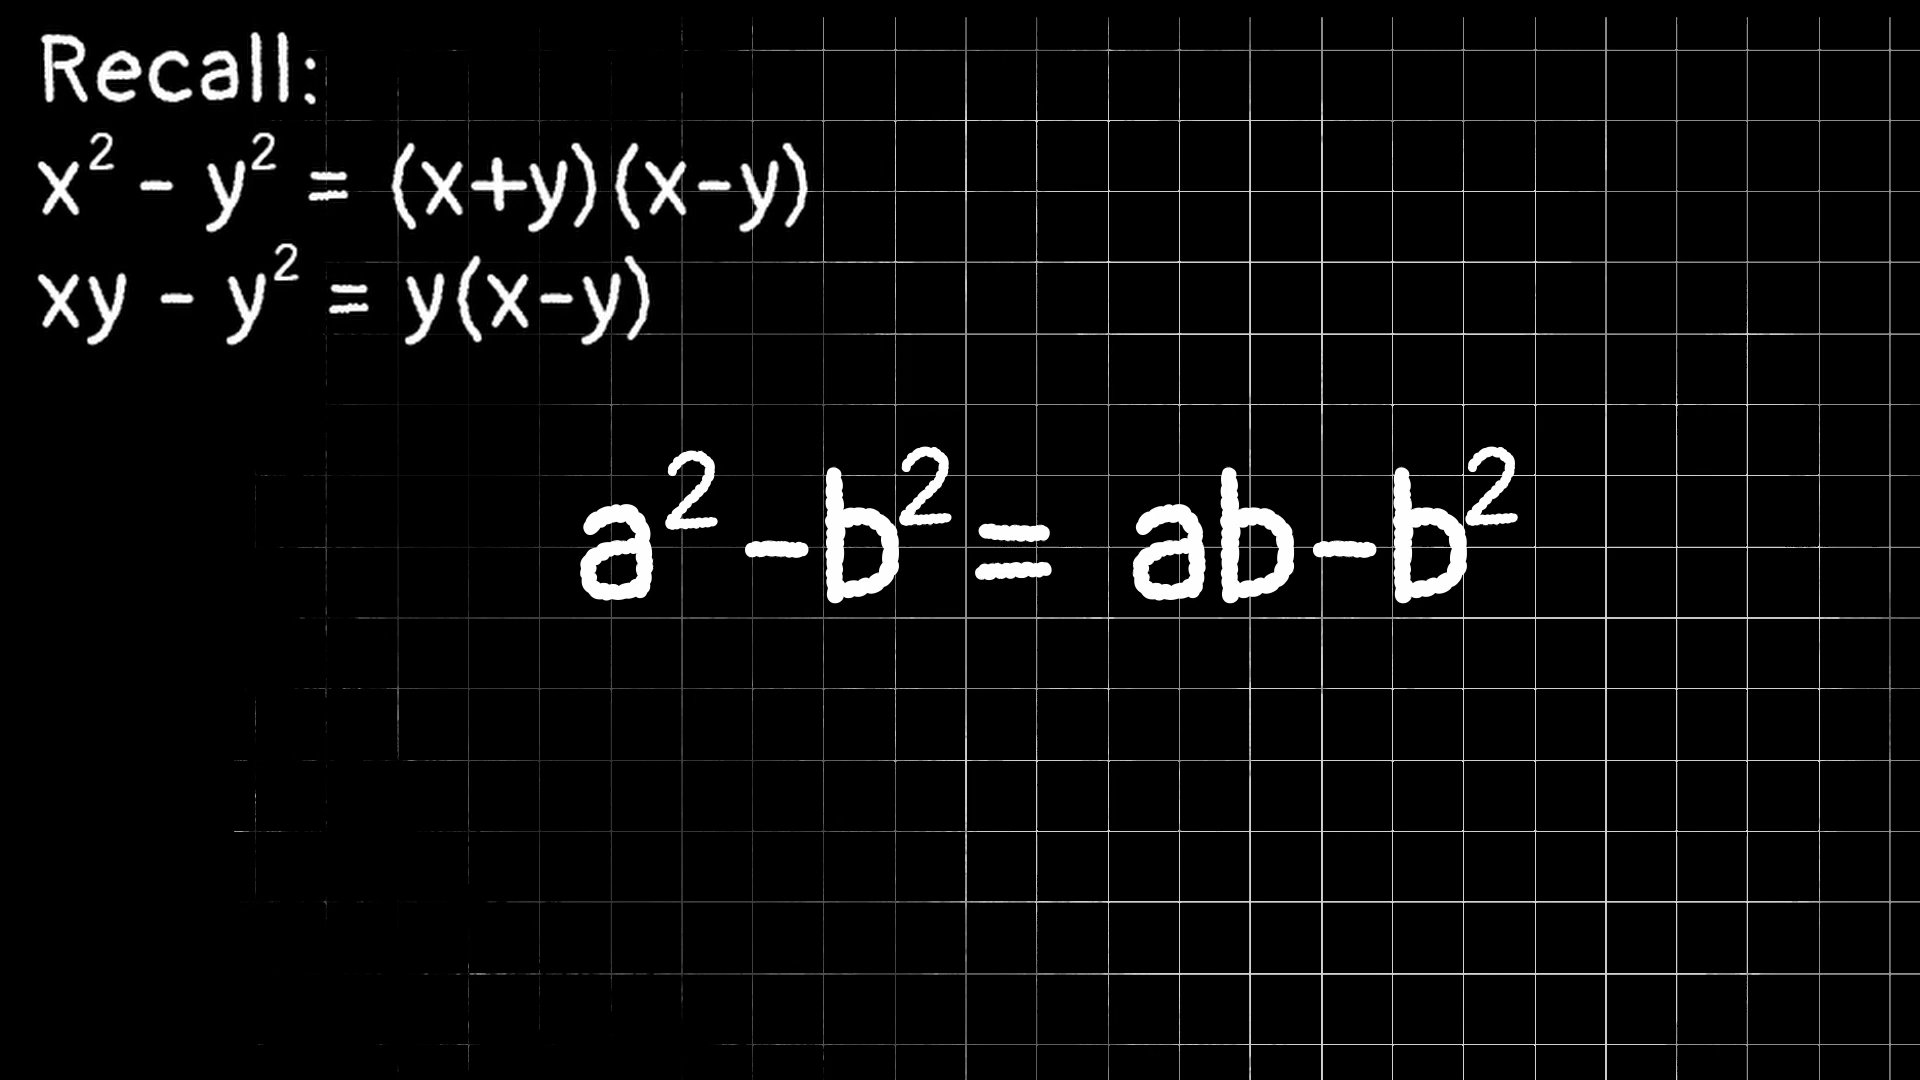 Recall:
x² - y² = (x+y)(x-y)
xy - y² = y(x-y)
a² - b² = ab - b²